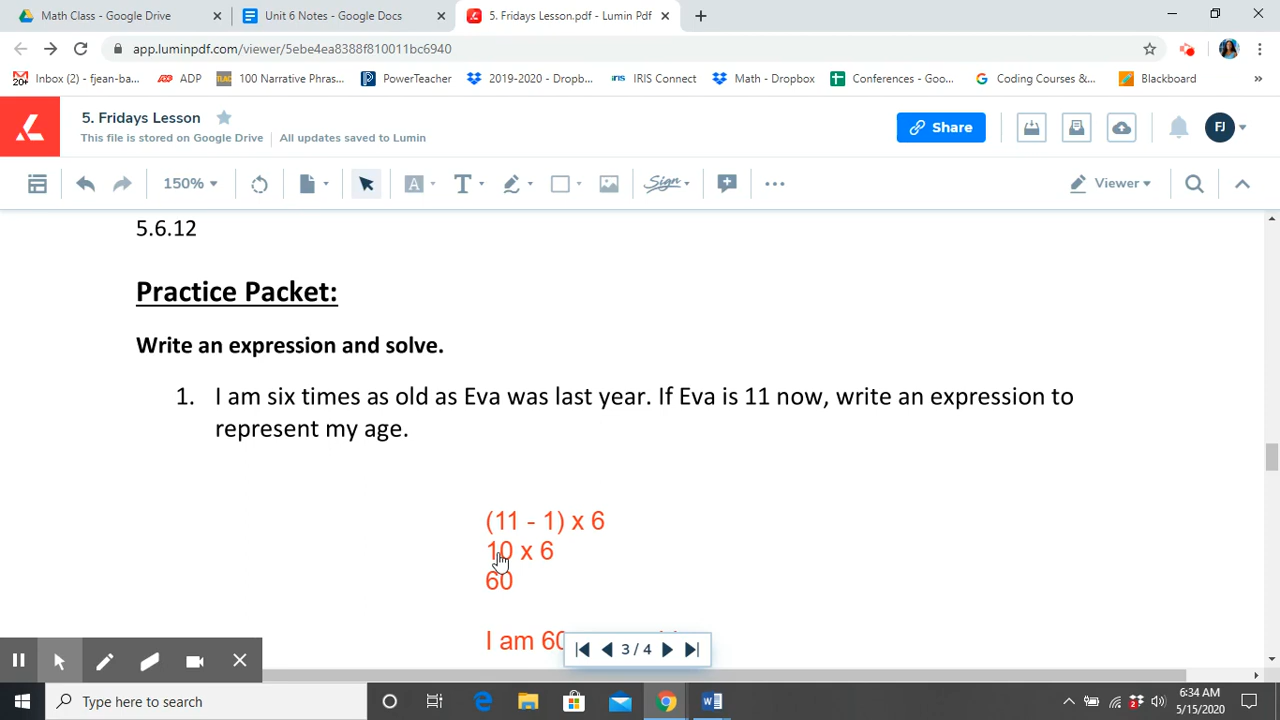 Math Class - Google Drive
Unit 6 Notes - Google Docs
5. Fridays Lesson.pdf - Lumin Pdf
app.luminpdf.com/viewer/5ebe4ea8388f810011bc6940
20+
Inbox (2) - fjean-ba...
ADP
TLAC
100 Narrative Phras...
PowerTeacher
2019-2020 - Dropb...
iris
IRIS Connect
Math - Dropbox
Conferences - Goo...
Coding Courses &...
Blackboard
»
5. Fridays Lesson
This file is stored on Google Drive
All updates saved to Lumin
Share
FJ
150%
A
T
Sign
Viewer
5.6.12
Practice Packet:
Write an expression and solve.
1. I am six times as old as Eva was last year. If Eva is 11 now, write an expression to
represent my age.
(11 - 1) x 6
10 x 6
60
I am 60
3 / 4
Type here to search
2
6:34 AM
5/15/2020